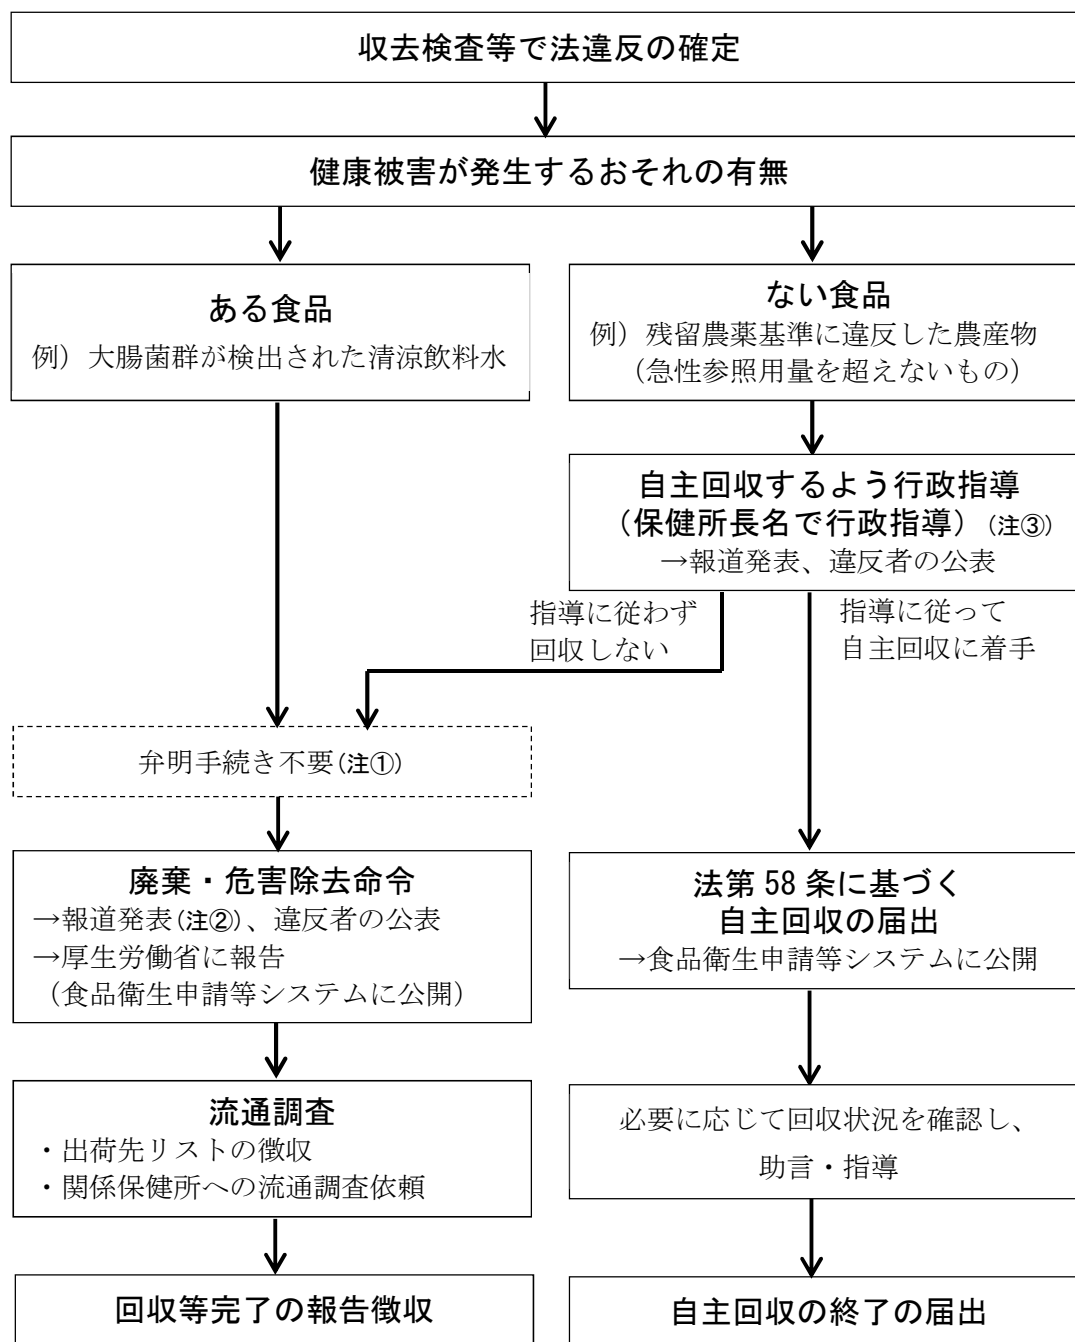 収去検査等で法違反の確定
健康被害が発生するおそれの有無
ある食品
例）大腸菌群が検出された清涼飲料水
ない食品
例）残留農薬基準に違反した農産物
（急性参照用量を超えないもの）
自主回収するよう行政指導
（保健所長名で行政指導）(注③)
→報道発表、違反者の公表
指導に従わず
回収しない
指導に従って
自主回収に着手
弁明手続き不要(注①)
廃棄・危害除去命令
→報道発表(注②)、違反者の公表
→厚生労働省に報告
（食品衛生申請等システムに公開）
法第 58 条に基づく
自主回収の届出
→食品衛生申請等システムに公開
流通調査
・出荷先リストの徴収
・関係保健所への流通調査依頼
必要に応じて回収状況を確認し、
助言・指導
回収等完了の報告徴収
自主回収の終了の届出